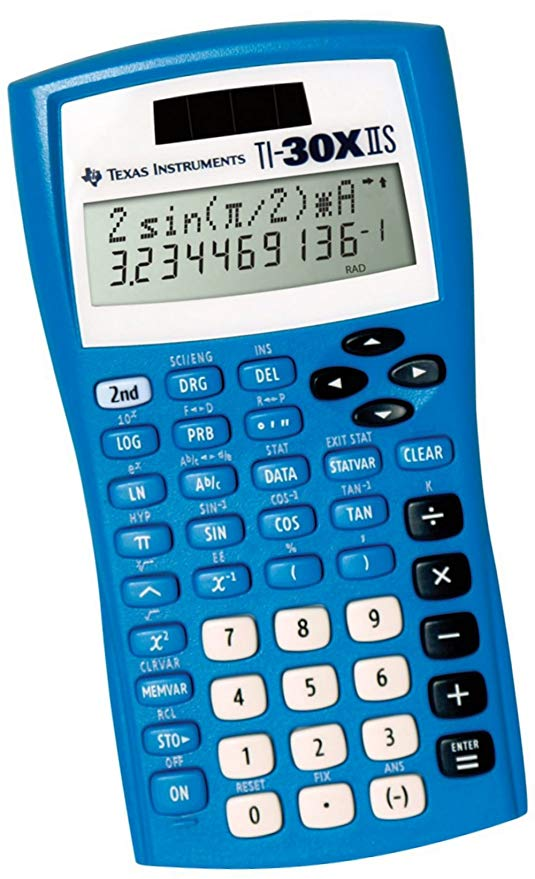 TEXAS INSTRUMENTS TI-30X IIS
2sin(π/2)*A→↑
3.234469136⁻¹
RAD
SCI/ENG INS
2nd DRG DEL
10ˣ F◄►D R◄►P
LOG PRB ° ' "
eˣ Ab/c◄►d/e STAT EXIT STAT
LN Ab/c DATA STATVAR CLEAR
HYP SIN⁻¹ COS⁻¹ TAN⁻¹ K
π SIN COS TAN ÷
ˣ√ EE % ,
^ x⁻¹ ( ) ×
√
x² 7 8 9 −
CLRVAR
MEMVAR 4 5 6 +
RCL
STO► 1 2 3 ENTER =
OFF RESET FIX ANS
ON 0 . (-)